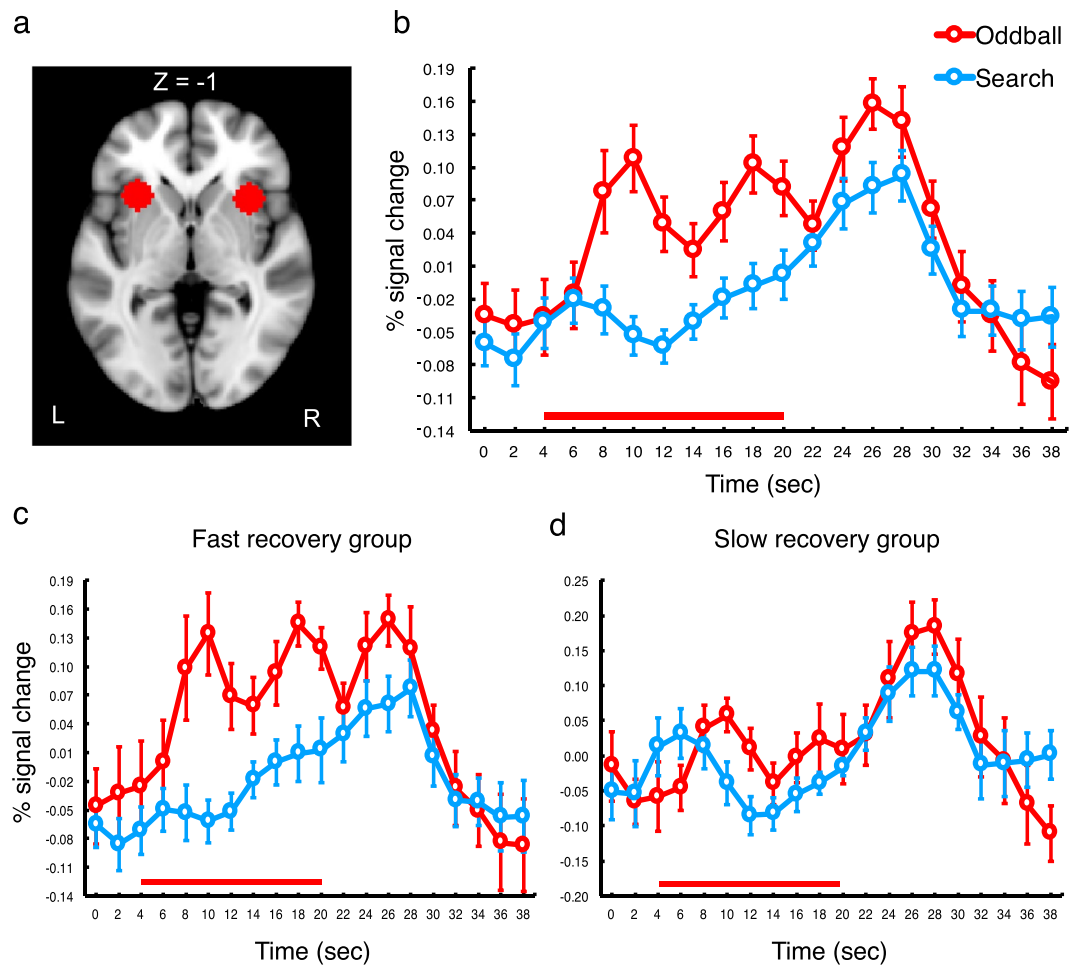 a
Z = -1
L
R
b
Oddball
Search
% signal change
0.19
0.16
0.13
0.10
0.07
0.04
0.01
-0.02
-0.05
-0.08
-0.11
-0.14
0 2 4 6 8 10 12 14 16 18 20 22 24 26 28 30 32 34 36 38
Time (sec)
c
Fast recovery group
% signal change
0.19
0.16
0.13
0.10
0.07
0.04
0.01
-0.02
-0.05
-0.08
-0.11
-0.14
0 2 4 6 8 10 12 14 16 18 20 22 24 26 28 30 32 34 36 38
Time (sec)
d
Slow recovery group
0.25
0.20
0.15
0.10
0.05
0.00
-0.05
-0.10
-0.15
-0.20
0 2 4 6 8 10 12 14 16 18 20 22 24 26 28 30 32 34 36 38
Time (sec)